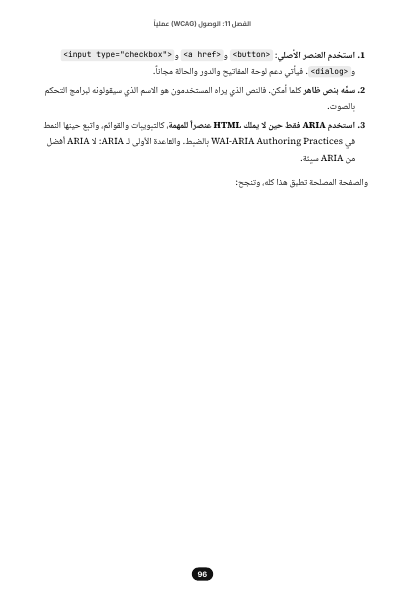 الفصل 11: الوصول (WCAG) عملياً
1. استخدم العنصر الأصلي: <button> و <a href> و <input type="checkbox">
و <dialog>. فيأتي دعم لوحة المفاتيح والدور والحالة مجاناً.
2. سمِّه بنص ظاهر كلما أمكن. فالنص الذي يراه المستخدمون هو الاسم الذي سيقولونه لبرامج التحكم
بالصوت.
3. استخدم ARIA فقط حين لا يملك HTML عنصراً للمهمة، كالتبويبات والقوائم، واتبع حينها النمط
في WAI-ARIA Authoring Practices بالضبط. والقاعدة الأولى لـ ARIA: لا ARIA أفضل
من ARIA سيئة.
والصفحة المصلحة تطبق هذا كله، وتنجح:
96